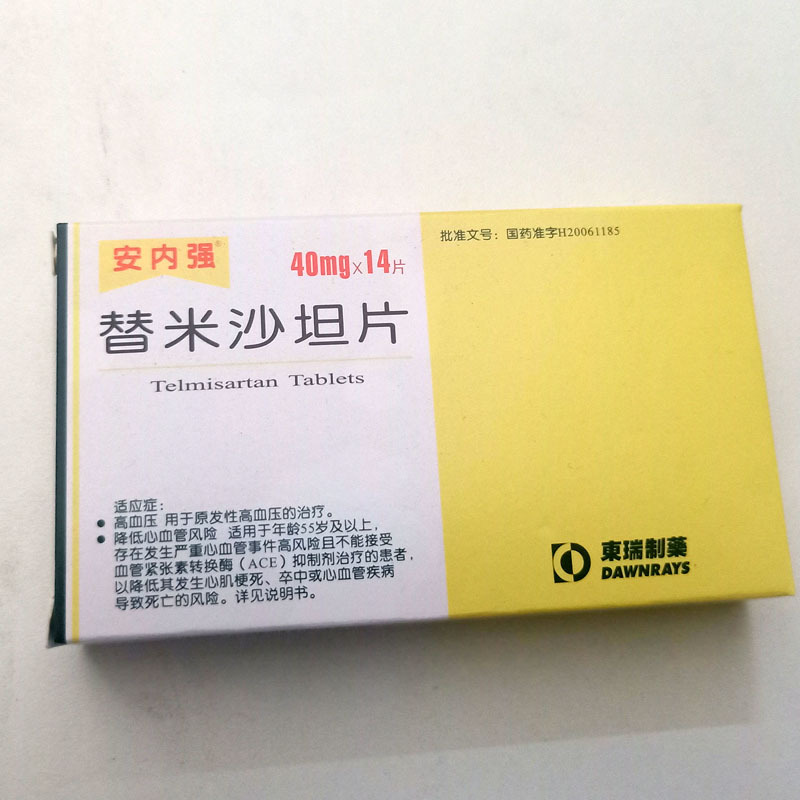 安内强®
40mg×14片
批准文号：国药准字H20061185
替米沙坦片
Telmisartan Tablets
适应症：
● 高血压 用于原发性高血压的治疗。
● 降低心血管风险 适用于年龄55岁及以上，
存在发生严重心血管事件高风险且不能接受
血管紧张素转换酶（ACE）抑制剂治疗的患者，
以降低其发生心肌梗死、卒中或心血管疾病
导致死亡的风险。详见说明书。
東瑞制藥
DAWNRAYS